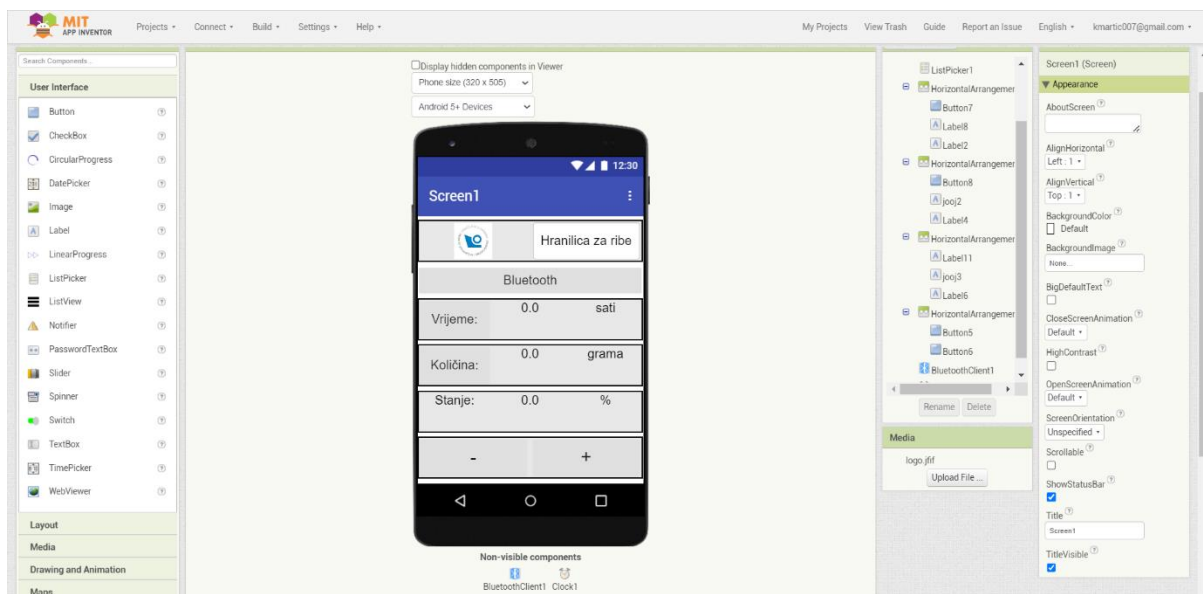 MIT
APP INVENTOR
Projects
Connect
Build
Settings
Help
My Projects
View Trash
Guide
Report an Issue
English
kmartic007@gmail.com
Search Components...
User Interface
Button
CheckBox
CircularProgress
DatePicker
Image
Label
LinearProgress
ListPicker
ListView
Notifier
PasswordTextBox
Slider
Spinner
Switch
TextBox
TimePicker
WebViewer
Layout
Media
Drawing and Animation
Maps
Display hidden components in Viewer
Phone size (320 x 505)
Android 5+ Devices
12:30
Screen1
Hranilica za ribe
Bluetooth
Vrijeme: 0.0 sati
Količina: 0.0 grama
Stanje: 0.0 %
- +
Non-visible components
BluetoothClient1 Clock1
ListPicker1
HorizontalArrangemer
Button7
Label8
Label2
HorizontalArrangemer
Button8
jooj2
Label4
HorizontalArrangemer
Label11
jooj3
Label6
HorizontalArrangemer
Button5
Button6
BluetoothClient1
Rename Delete
Media
logo.jfif
Upload File ...
Screen1 (Screen)
Appearance
AboutScreen
AlignHorizontal
Left : 1
AlignVertical
Top : 1
BackgroundColor
Default
BackgroundImage
None...
BigDefaultText
CloseScreenAnimation
Default
HighContrast
OpenScreenAnimation
Default
ScreenOrientation
Unspecified
Scrollable
ShowStatusBar
Title
Screen1
TitleVisible